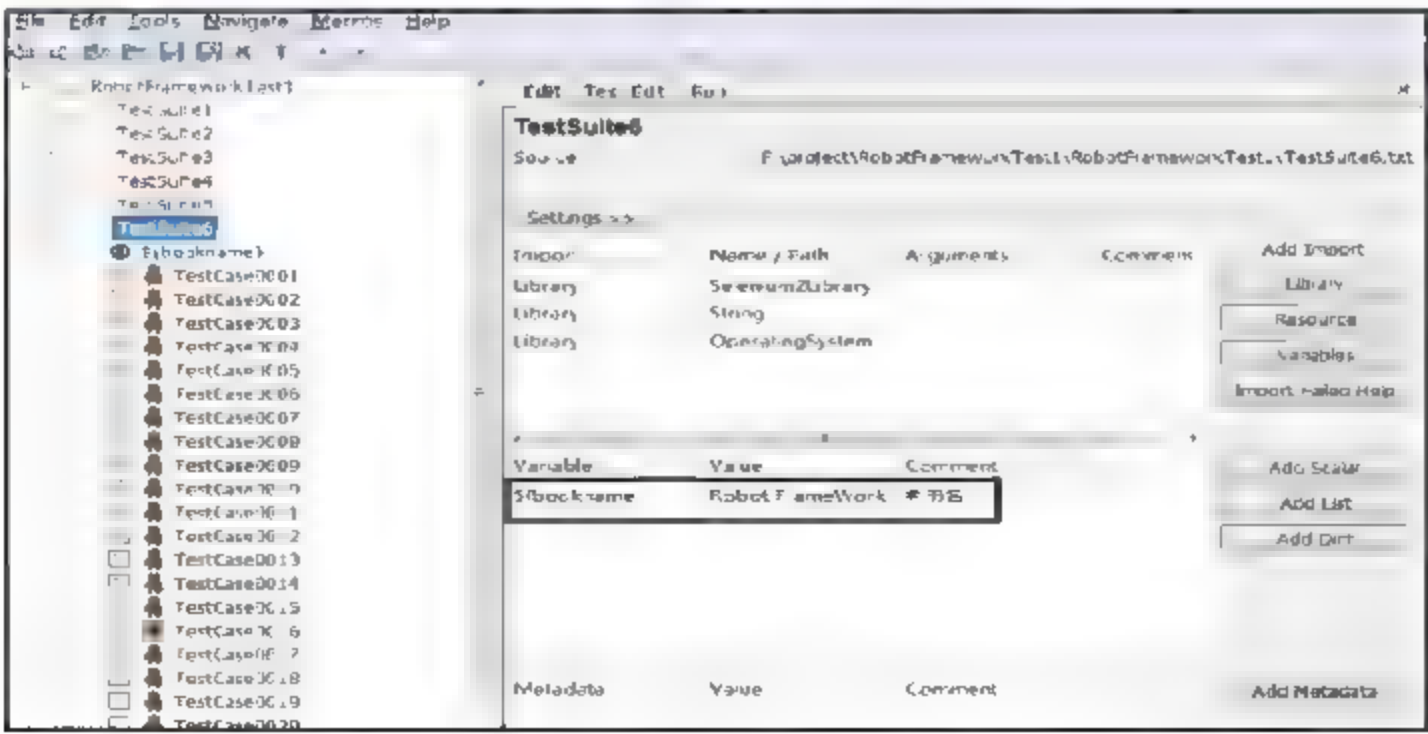 File Edit Tools Navigate Macros Help
RobotFrameworkTest1
TestSuite1
TestSuite2
TestSuite3
TestSuite4
TestSuite5
TestSuite6
${bookname}
TestCase0001
TestCase0002
TestCase0003
TestCase0004
TestCase0005
TestCase0006
TestCase0007
TestCase0008
TestCase0009
TestCase0013
TestCase0014
TestCase0015
TestCase0018
TestCase0019
TestCase0020
Edit Text Edit Run
TestSuite6
Source
Settings >>
Import Name / Path Arguments Comment
Library Selenium2Library
Library String
Library OperatingSystem
Add Import
Library
Resource
Variables
Import Failed Help
Variable Value Comment
${bookname Robot FrameWork # 书名
Add Scalar
Add List
Add Dict
Metadata Value Comment
Add Metadata